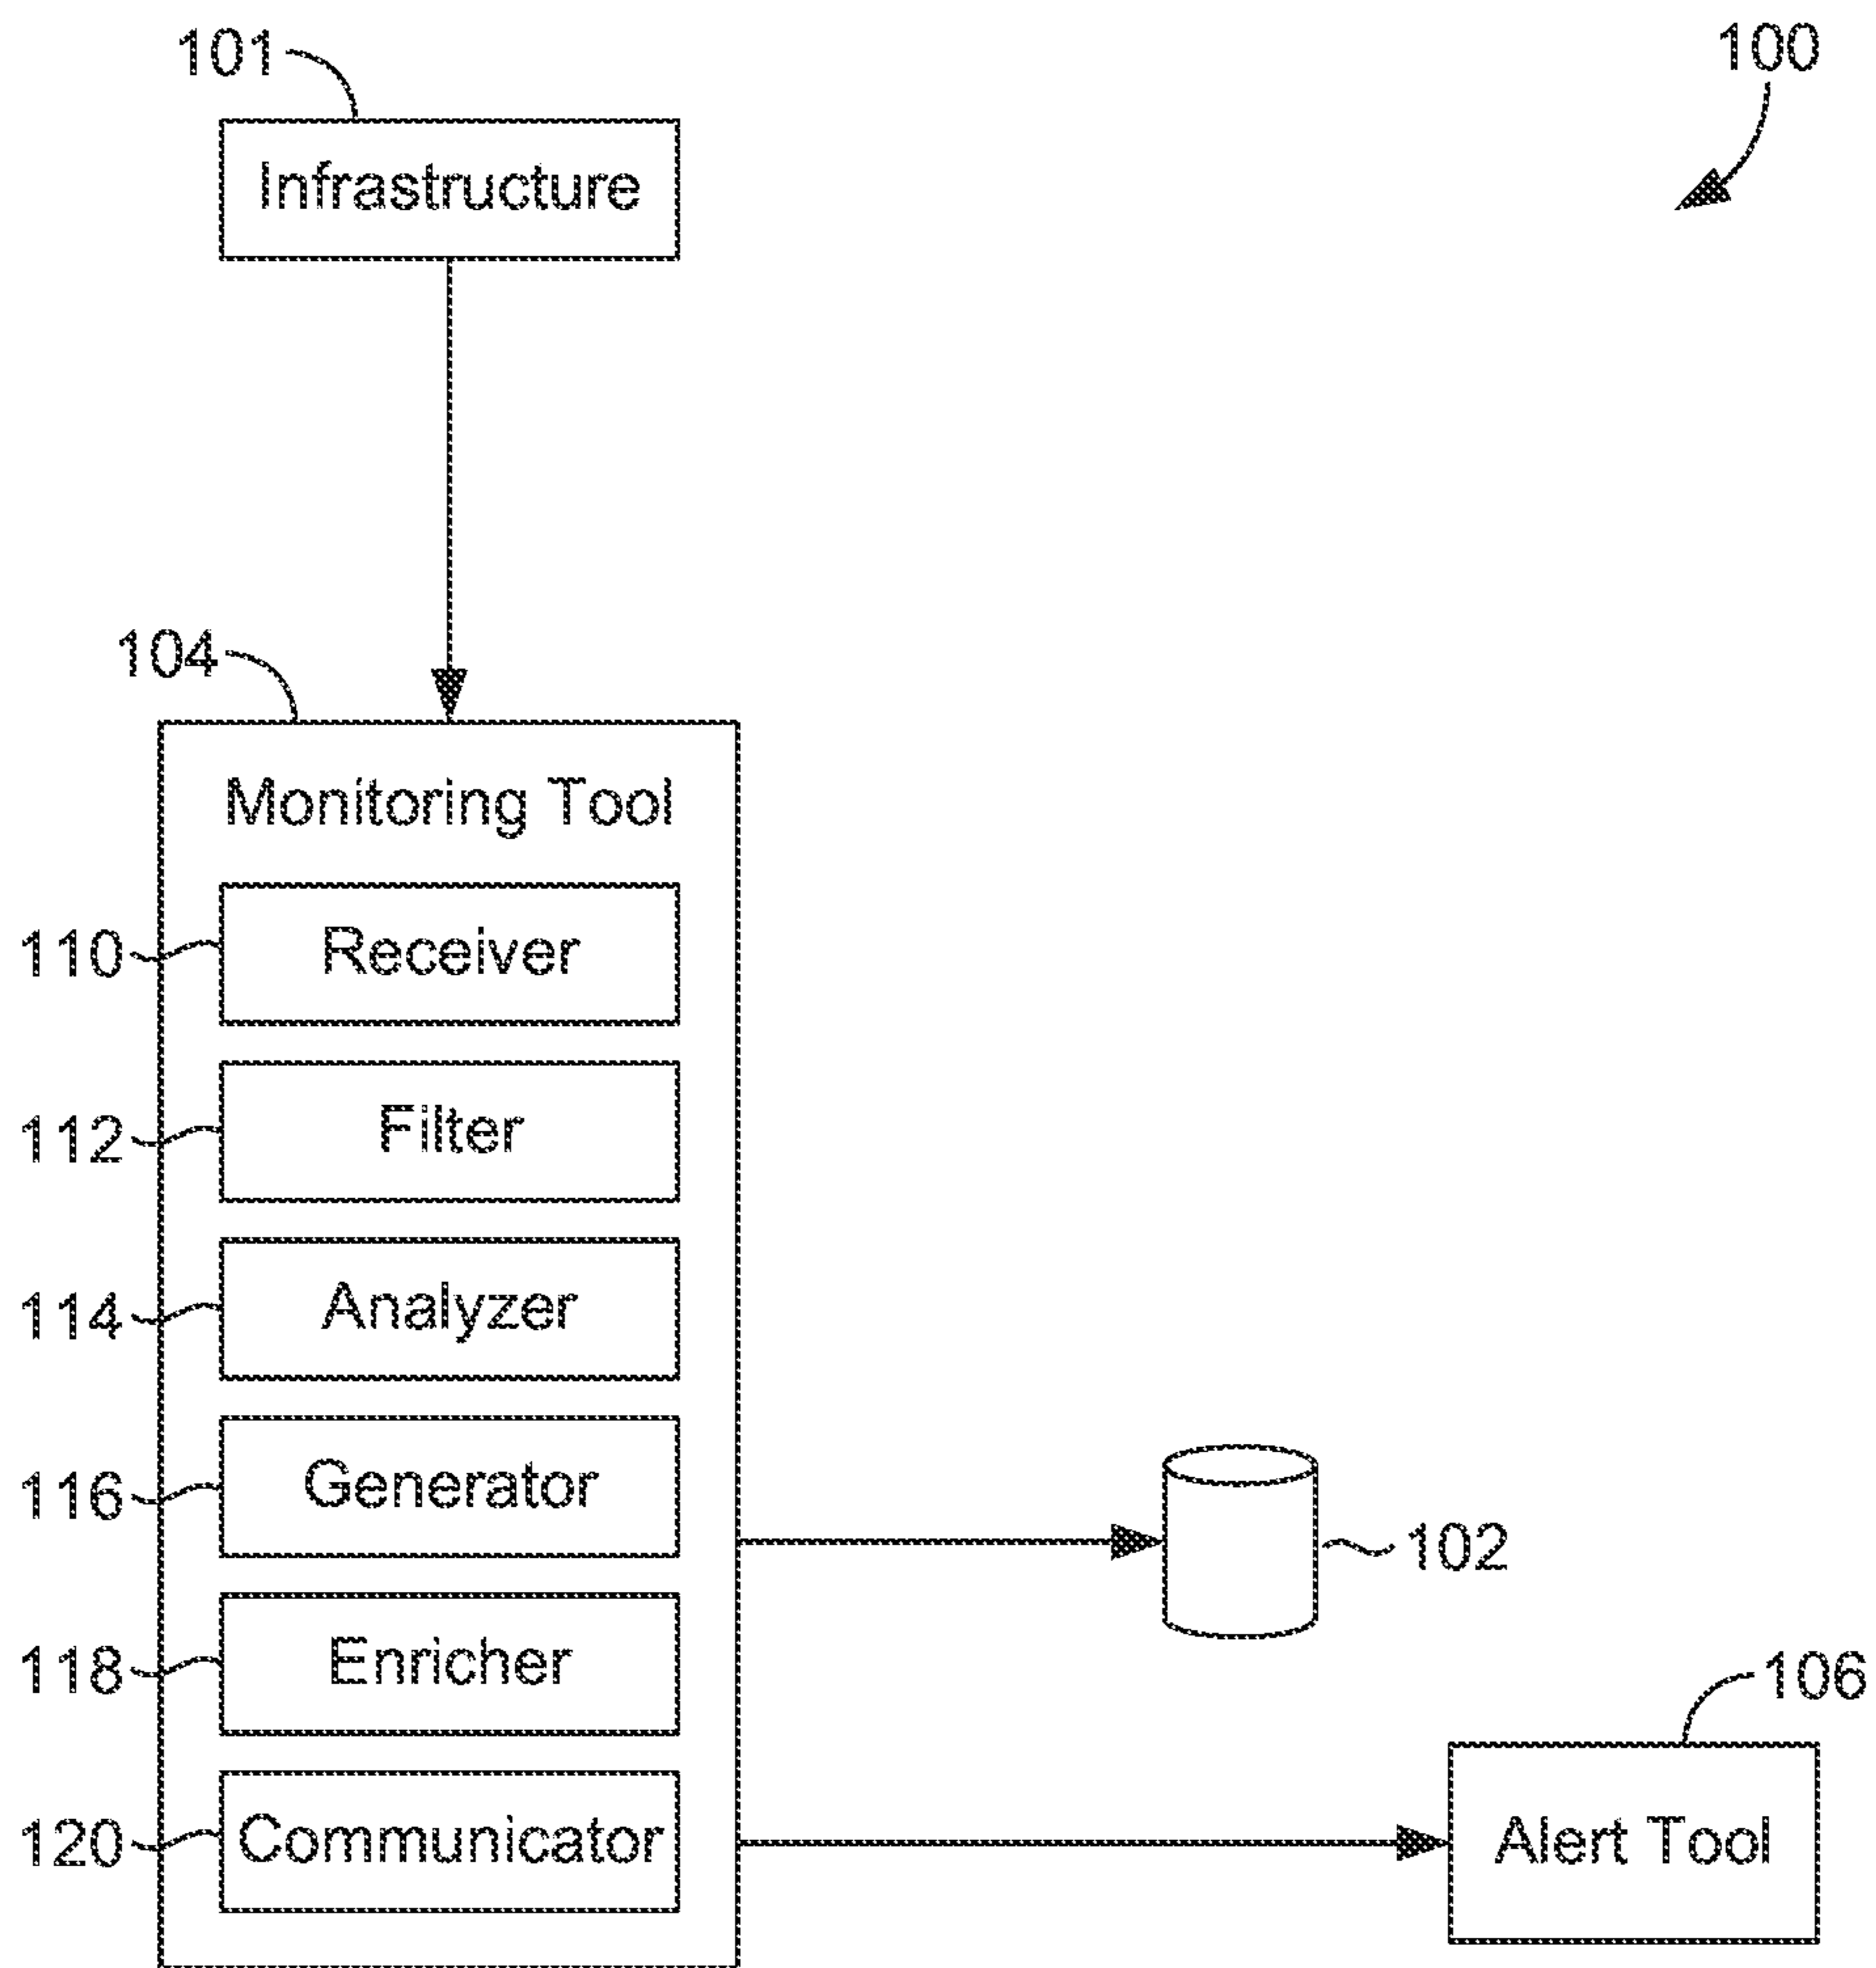 101
100
Infrastructure
104
Monitoring Tool
110
Receiver
112
Filter
114
Analyzer
116
Generator
102
118
Enricher
106
120
Communicator
Alert Tool